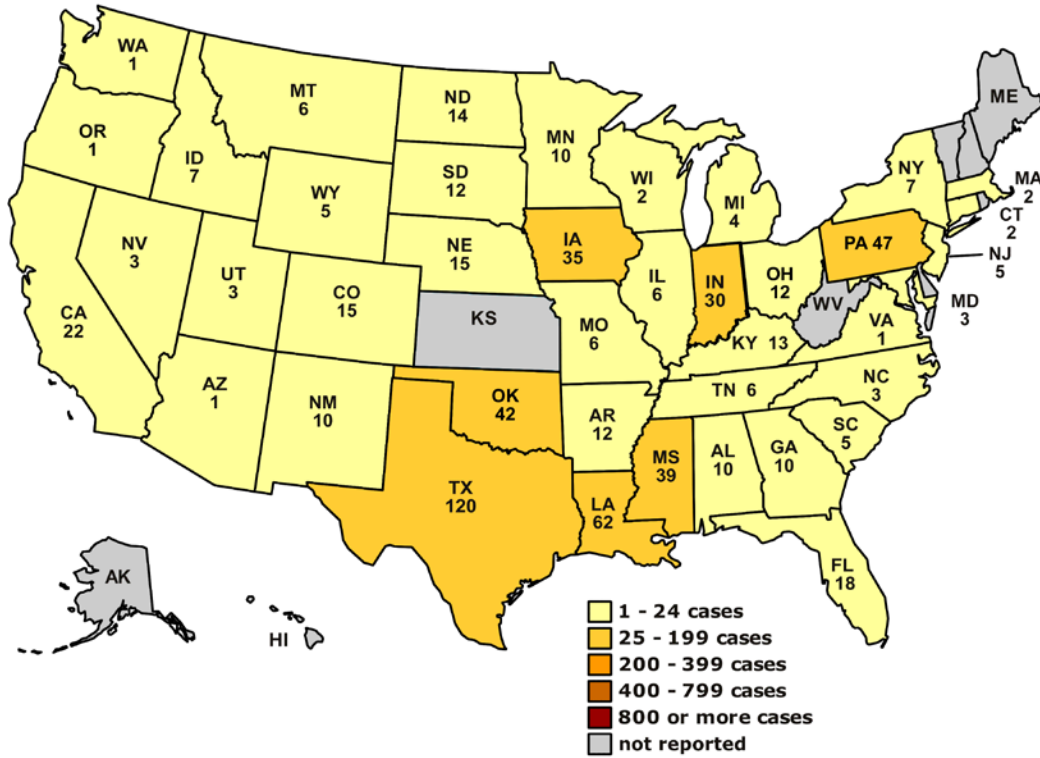 WA
1
MT
6
ND
14
MN
10
ME
OR
1
ID
7
WY
5
SD
12
WI
2
MI
4
NY
7
MA
2
CT
2
NV
3
UT
3
CO
15
NE
15
IA
35
IL
6
IN
30
OH
12
PA 47
NJ
5
MD
3
CA
22
KS
MO
6
KY 13
WV
VA
1
AZ
1
NM
10
OK
42
AR
12
TN 6
NC
3
SC
5
TX
120
LA
62
MS
39
AL
10
GA
10
FL
18
AK
HI
1 - 24 cases
25 - 199 cases
200 - 399 cases
400 - 799 cases
800 or more cases
not reported